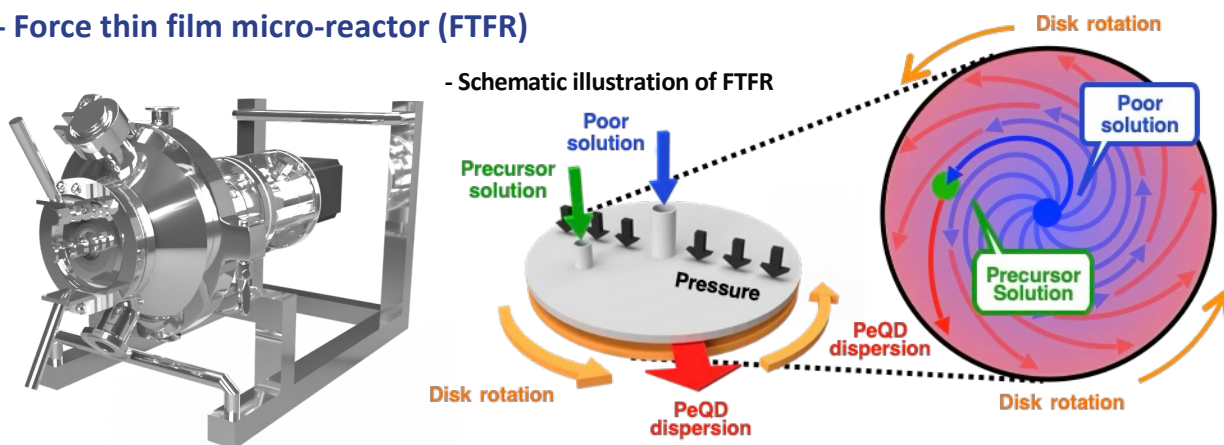 - Force thin film micro-reactor (FTFR)
- Schematic illustration of FTFR
Poor
solution
Precursor
solution
Pressure
Disk rotation
PeQD
dispersion
PeQD
dispersion
Disk rotation
Poor
solution
Precursor
Solution
Disk rotation